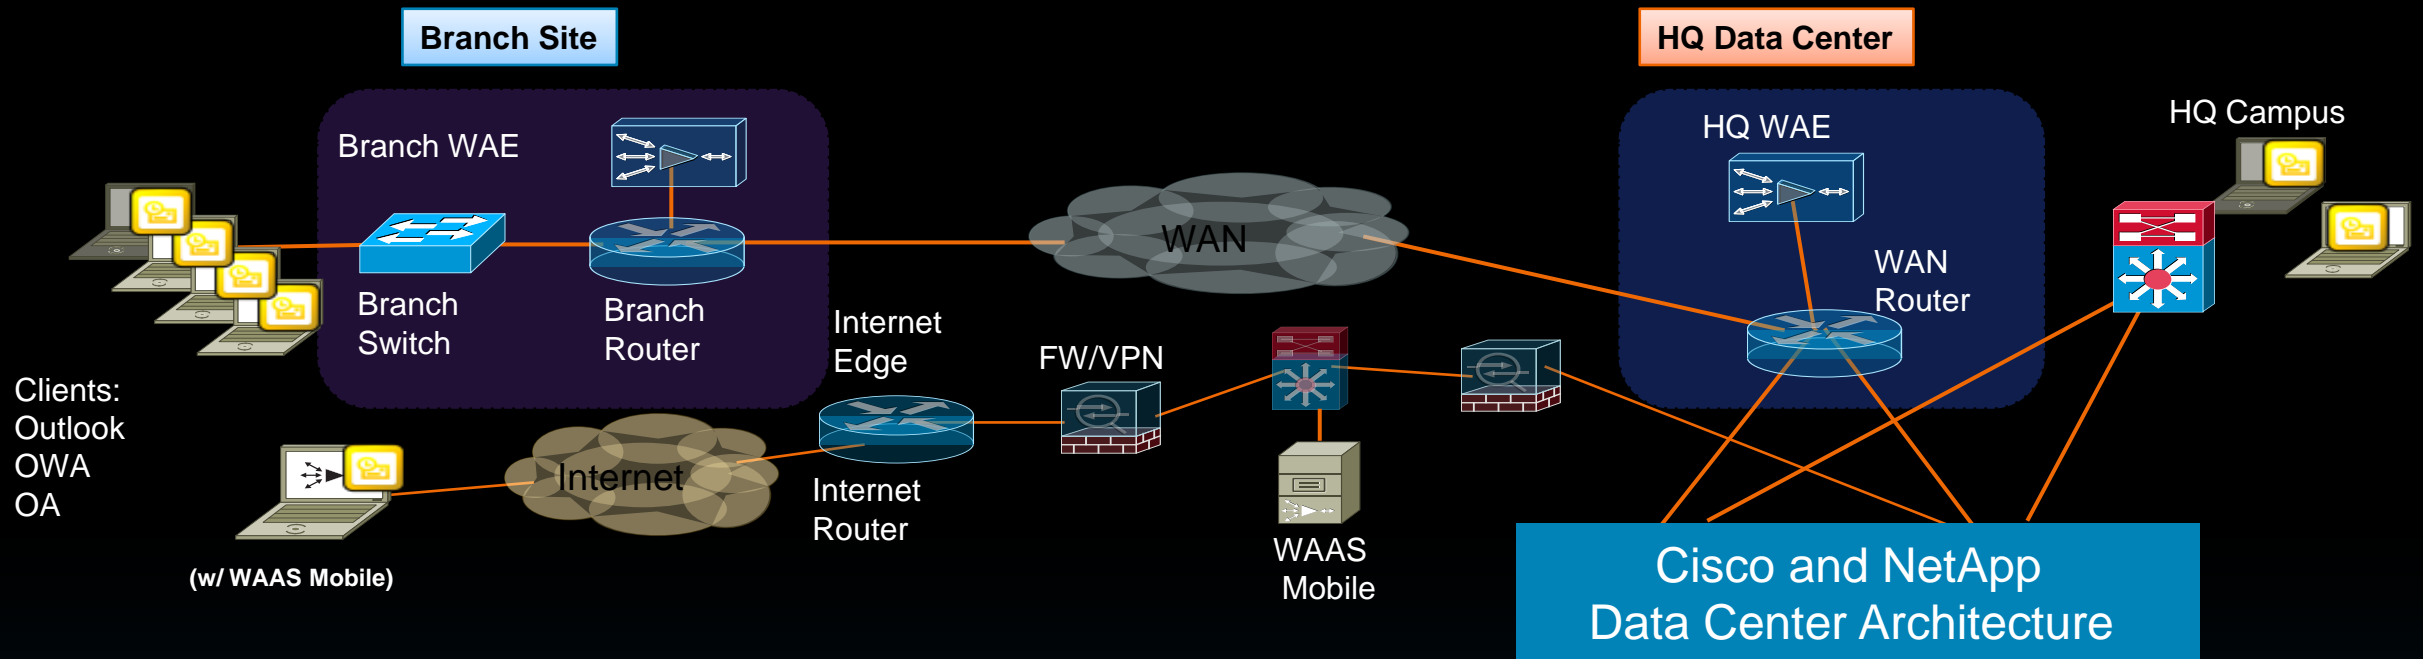 Branch Site
HQ Data Center
Branch WAE
HQ WAE
HQ Campus
WAN
WAN
Router
Branch
Switch
Branch
Router
Internet
Edge
FW/VPN
Clients:
Outlook
OWA
OA
Internet
Internet
Router
WAAS
Mobile
(w/ WAAS Mobile)
Cisco and NetApp
Data Center Architecture